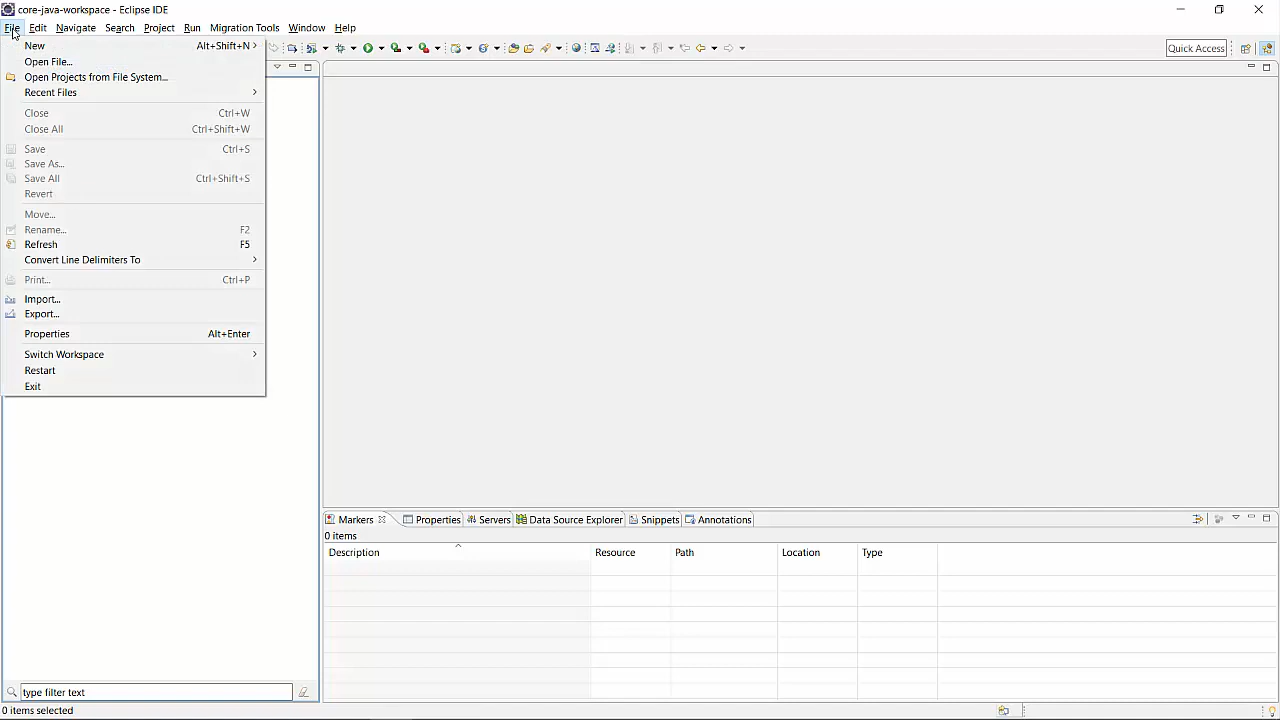 core-java-workspace - Eclipse IDE
File Edit Navigate Search Project Run Migration Tools Window Help
Quick Access
New Alt+Shift+N
Open File...
Open Projects from File System...
Recent Files
Close Ctrl+W
Close All Ctrl+Shift+W
Save Ctrl+S
Save As...
Save All Ctrl+Shift+S
Revert
Move...
Rename... F2
Refresh F5
Convert Line Delimiters To
Print... Ctrl+P
Import...
Export...
Properties Alt+Enter
Switch Workspace
Restart
Exit
Markers Properties Servers Data Source Explorer Snippets Annotations
0 items
Description Resource Path Location Type
type filter text
0 items selected